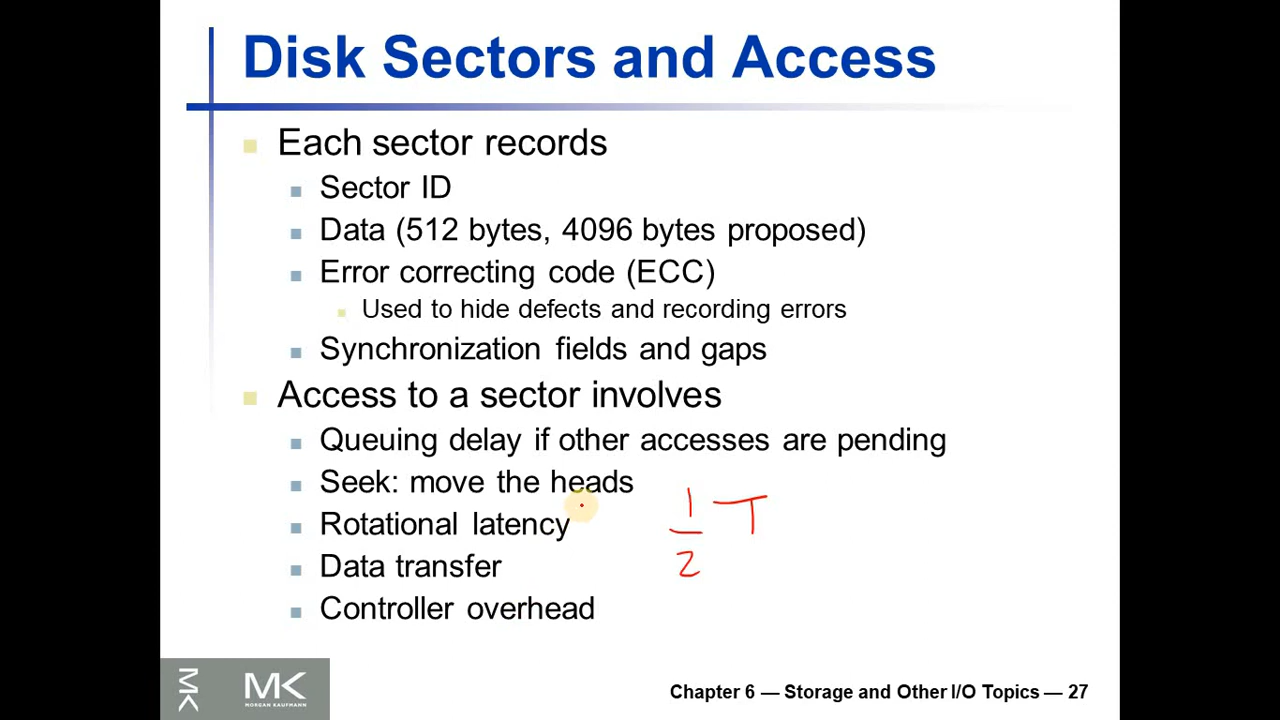 Disk Sectors and Access
Each sector records
Sector ID
Data (512 bytes, 4096 bytes proposed)
Error correcting code (ECC)
Used to hide defects and recording errors
Synchronization fields and gaps
Access to a sector involves
Queuing delay if other accesses are pending
Seek: move the heads
Rotational latency
1
2
T
Data transfer
Controller overhead
MK
MK
MORGAN KAUFMANN
Chapter 6 — Storage and Other I/O Topics — 27